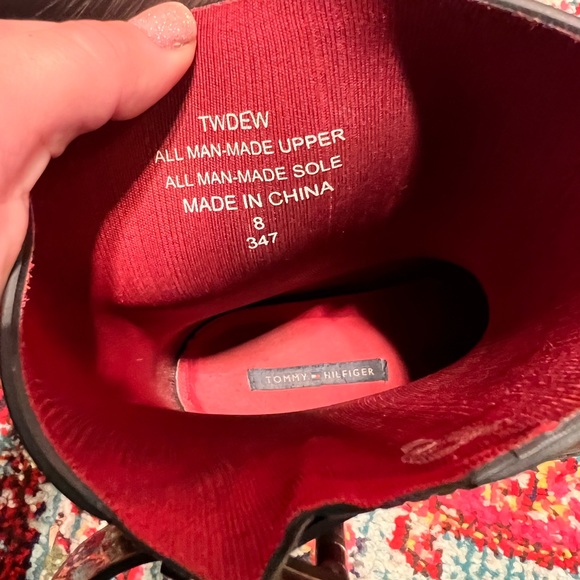 TWDEW
ALL MAN-MADE UPPER
ALL MAN-MADE SOLE
MADE IN CHINA
8
347
TOMMY HILFIGER